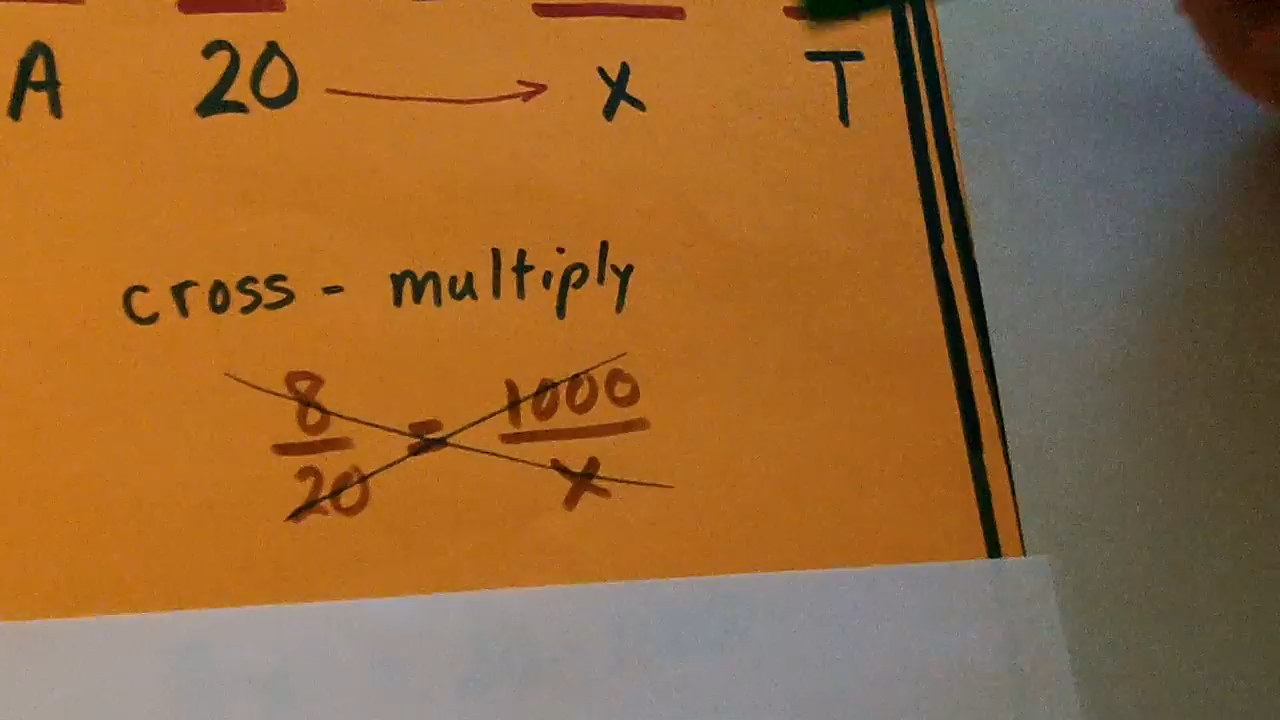 A 20 → x T
cross - multiply
8 = 1000
20 x